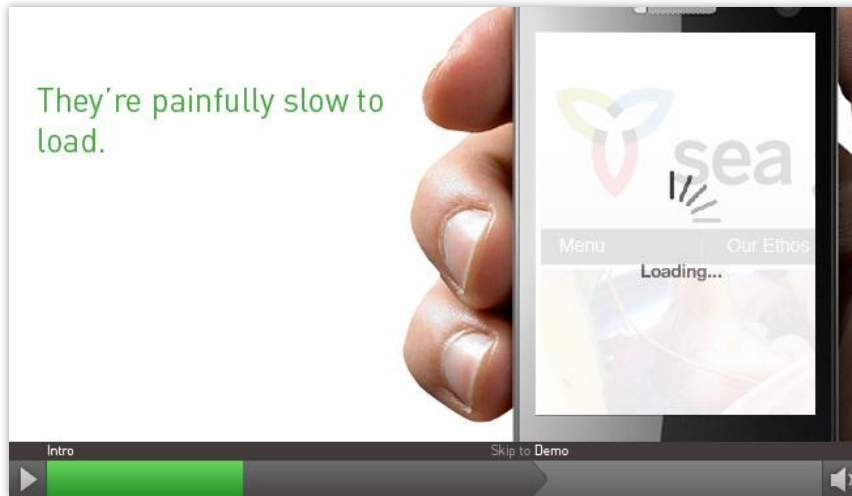 They're painfully slow to
load.
sea
Menu Our Ethos
Loading...
Intro Skip to Demo